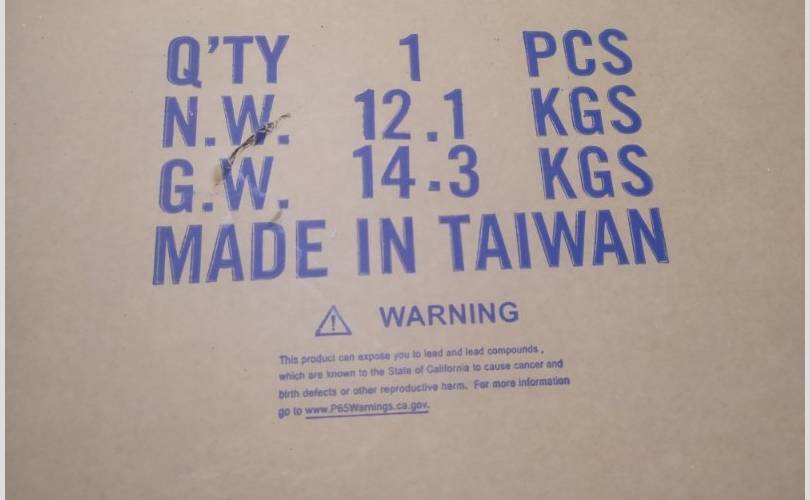 Q'TY 1 PCS
N.W. 12.1 KGS
G.W. 14.3 KGS
MADE IN TAIWAN
WARNING
This product can expose you to lead and lead compounds ,
which are known to the State of California to cause cancer and
birth defects or other reproductive harm. For more information
go to www.P65Warnings.ca.gov.